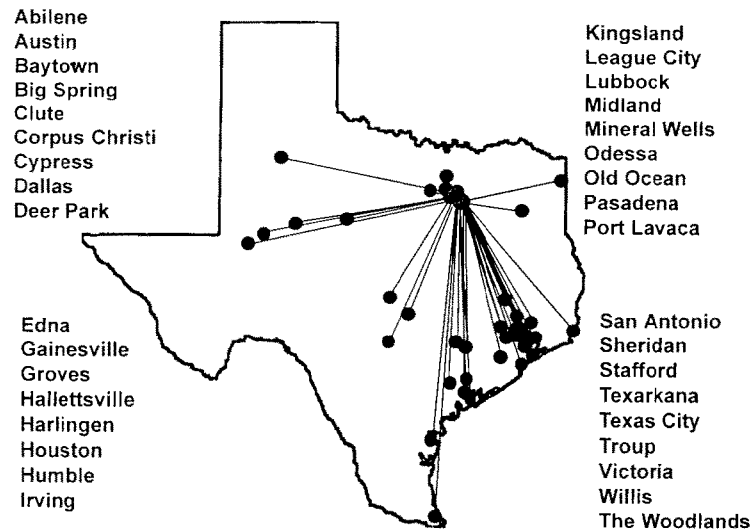 Abilene
Austin
Baytown
Big Spring
Clute
Corpus Christi
Cypress
Dallas
Deer Park
Kingsland
League City
Lubbock
Midland
Mineral Wells
Odessa
Old Ocean
Pasadena
Port Lavaca
Edna
Gainesville
Groves
Hallettsville
Harlingen
Houston
Humble
Irving
San Antonio
Sheridan
Stafford
Texarkana
Texas City
Troup
Victoria
Willis
The Woodlands